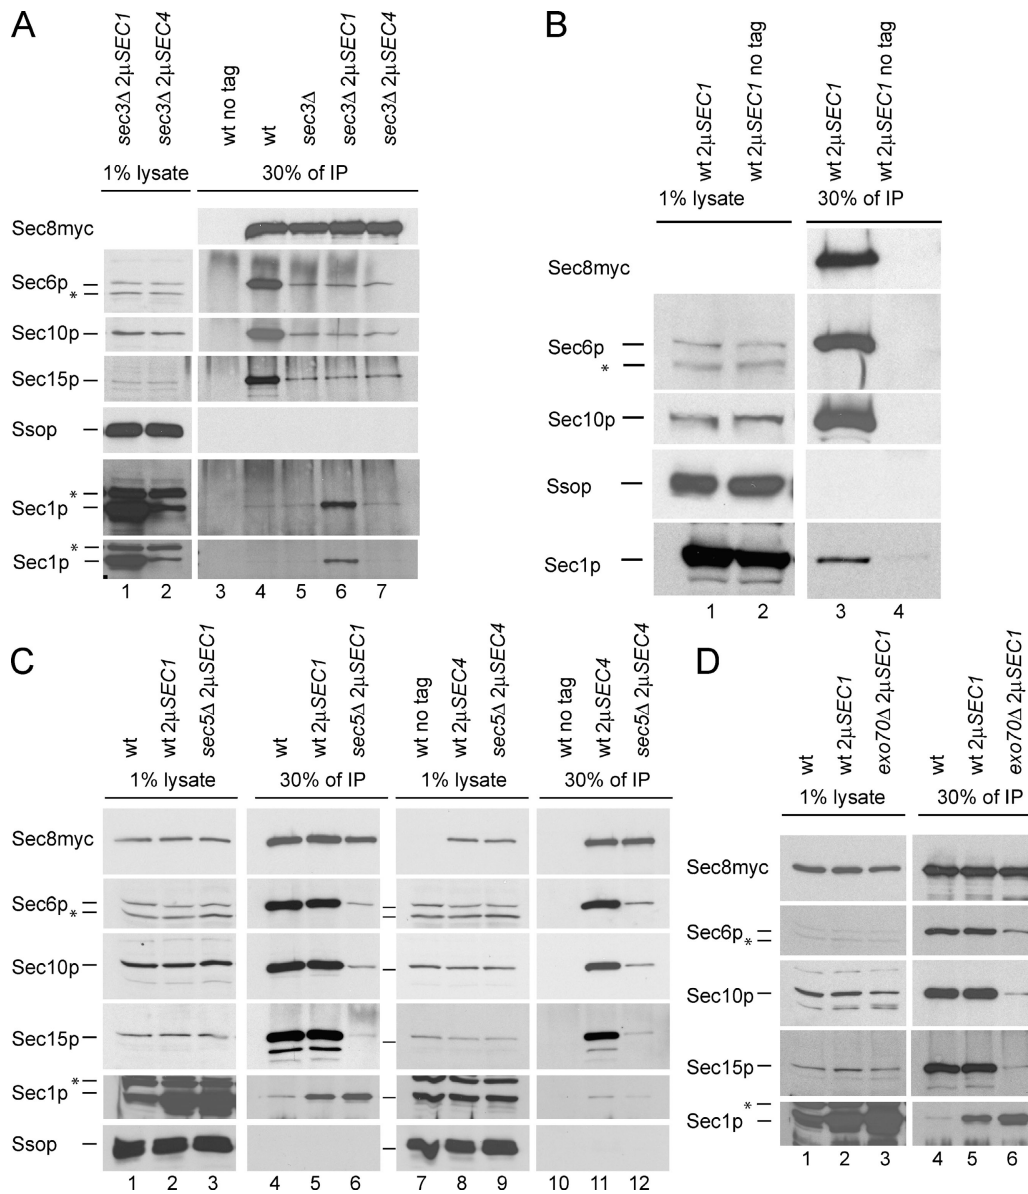 A
sec3Δ 2μSEC1
sec3Δ 2μSEC4
wt no tag
wt
sec3Δ
sec3Δ 2μSEC1
sec3Δ 2μSEC4
1% lysate
30% of IP
Sec8myc
Sec6p
*
Sec10p
Sec15p
Ssop
*
Sec1p
*
Sec1p
1 2 3 4 5 6 7
B
wt 2μSEC1
wt 2μSEC1 no tag
wt 2μSEC1
wt 2μSEC1 no tag
1% lysate
30% of IP
Sec8myc
Sec6p
*
Sec10p
Ssop
Sec1p
1 2 3 4
C
wt
wt 2μSEC1
sec5Δ 2μSEC1
wt
wt 2μSEC1
sec5Δ 2μSEC1
wt no tag
wt 2μSEC4
sec5Δ 2μSEC4
wt no tag
wt 2μSEC4
sec5Δ 2μSEC4
1% lysate
30% of IP
1% lysate
30% of IP
Sec8myc
Sec6p
*
Sec10p
Sec15p
*
Sec1p
Ssop
1 2 3 4 5 6 7 8 9 10 11 12
D
wt
wt 2μSEC1
exo70Δ 2μSEC1
wt
wt 2μSEC1
exo70Δ 2μSEC1
1% lysate
30% of IP
Sec8myc
Sec6p
*
Sec10p
Sec15p
*
Sec1p
1 2 3 4 5 6